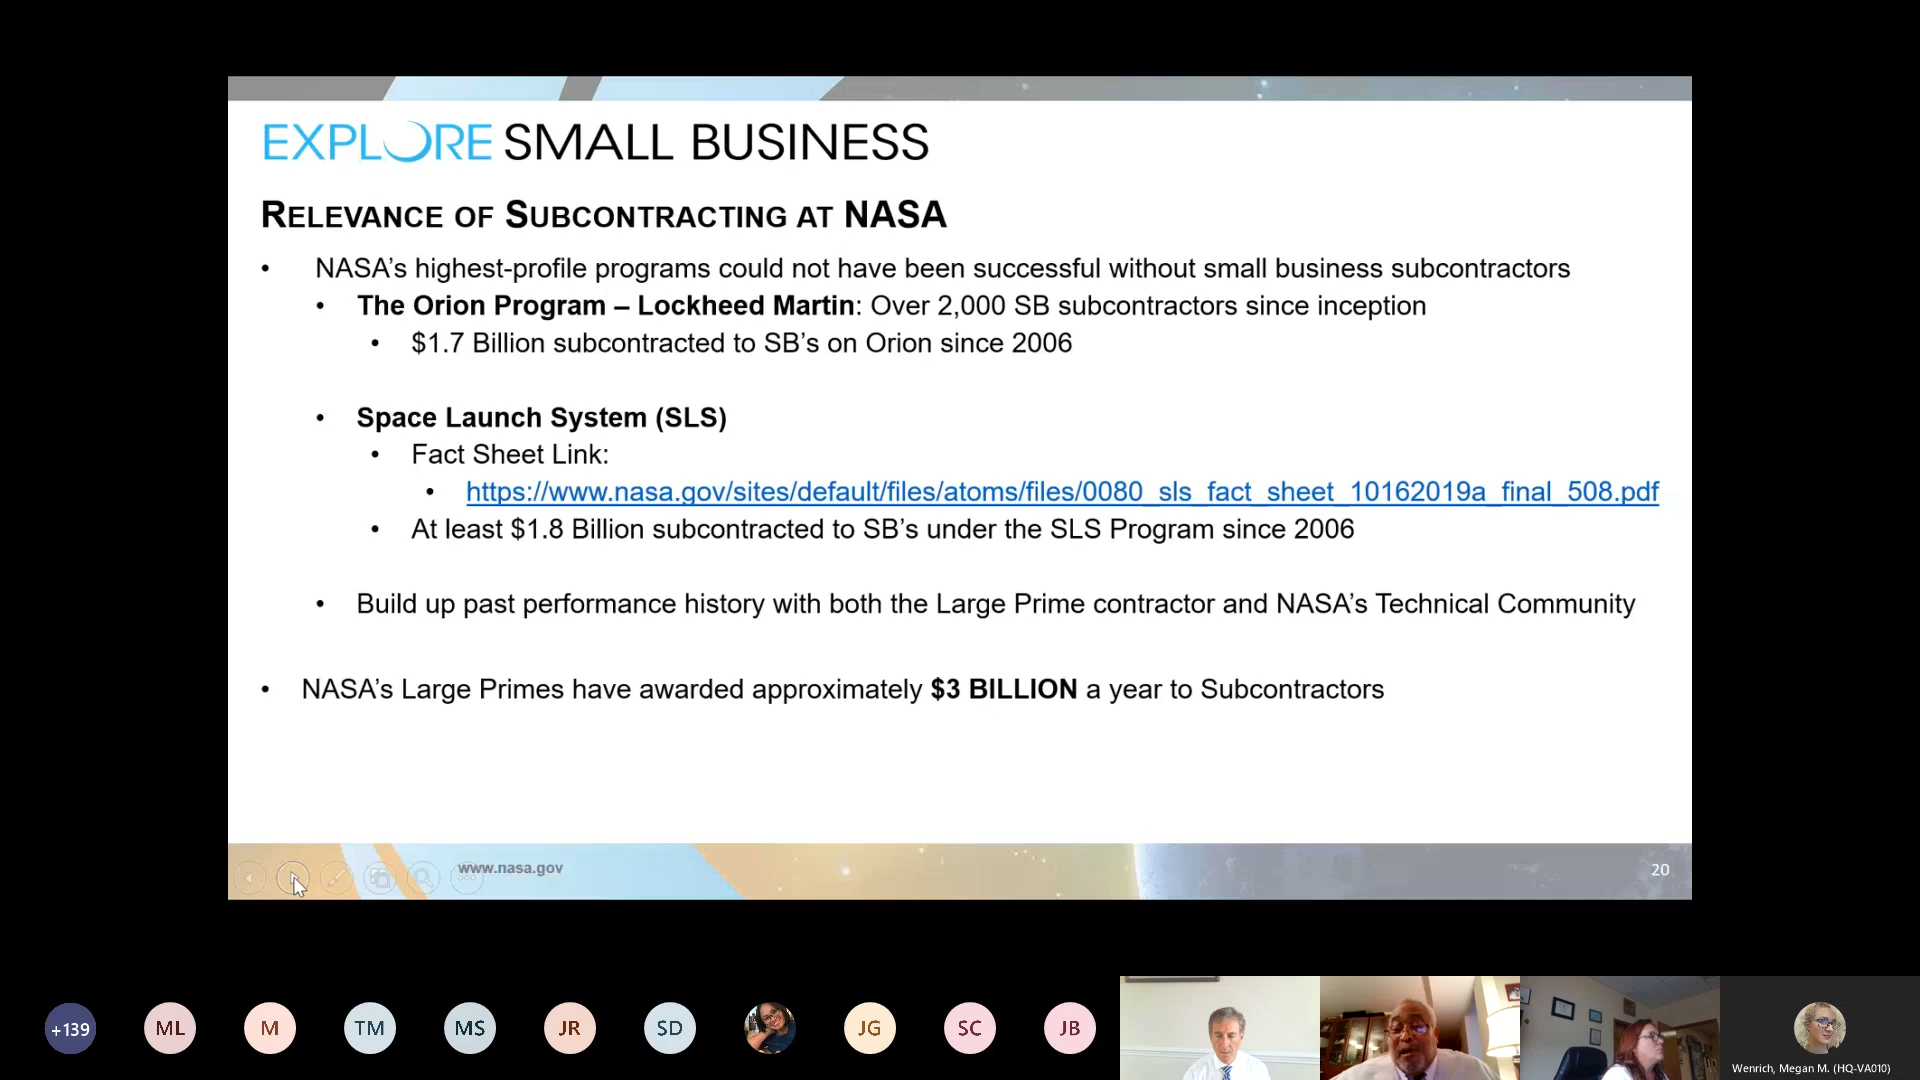 EXPLORE SMALL BUSINESS
RELEVANCE OF SUBCONTRACTING AT NASA
• NASA's highest-profile programs could not have been successful without small business subcontractors
• The Orion Program – Lockheed Martin: Over 2,000 SB subcontractors since inception
• $1.7 Billion subcontracted to SB's on Orion since 2006
• Space Launch System (SLS)
• Fact Sheet Link:
• https://www.nasa.gov/sites/default/files/atoms/files/0080_sls_fact_sheet_10162019a_final_508.pdf
• At least $1.8 Billion subcontracted to SB's under the SLS Program since 2006
• Build up past performance history with both the Large Prime contractor and NASA's Technical Community
• NASA's Large Primes have awarded approximately $3 BILLION a year to Subcontractors
www.nasa.gov
20
+139 ML M TM MS JR SD JG SC JB
Wenrich, Megan M. (HQ-VA010)